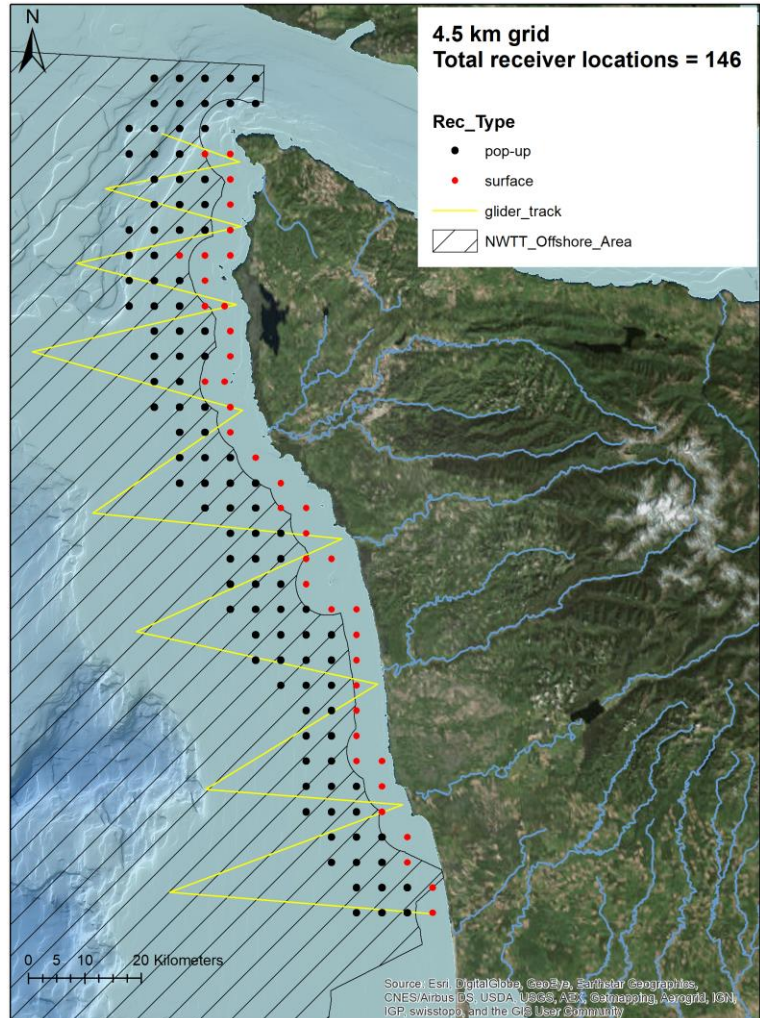 N
4.5 km grid
Total receiver locations = 146
Rec_Type
pop-up
surface
glider_track
NWTT_Offshore_Area
0 5 10 20 Kilometers
Source: Esri, DigitalGlobe, GeoEye, Earthstar Geographics,
CNES/Airbus DS, USDA, USGS, AEX, Getmapping, Aerogrid, IGN,
IGP, swisstopo, and the GIS User Community